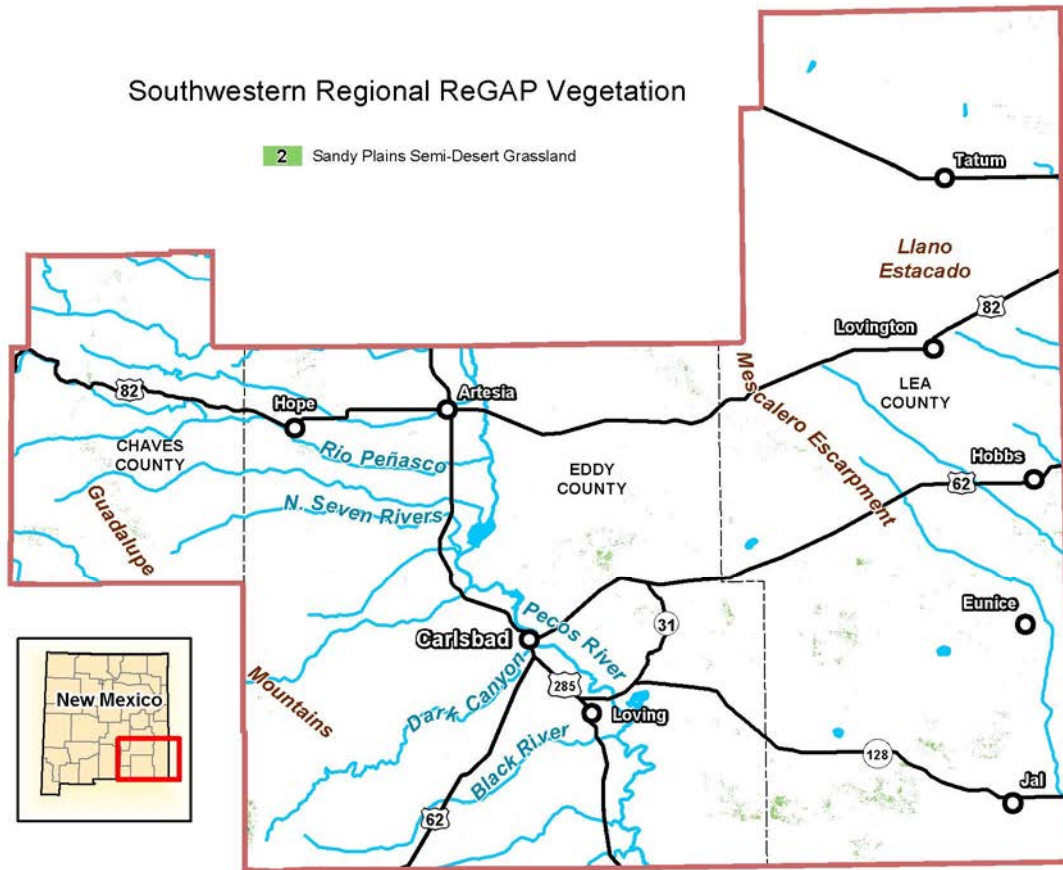 Southwestern Regional ReGAP Vegetation
2 Sandy Plains Semi-Desert Grassland
Tatum
Llano
Estacado
82
Lovington
LEA
COUNTY
Mescalero Escarpment
Hobbs
62
82
Hope
Artesia
CHAVES
COUNTY
Rio Peñasco
EDDY
COUNTY
N. Seven Rivers
Guadalupe
Mountains
Pecos River
Carlsbad
31
Eunice
285
Dark Canyon
Loving
Black River
128
Jal
62
New Mexico